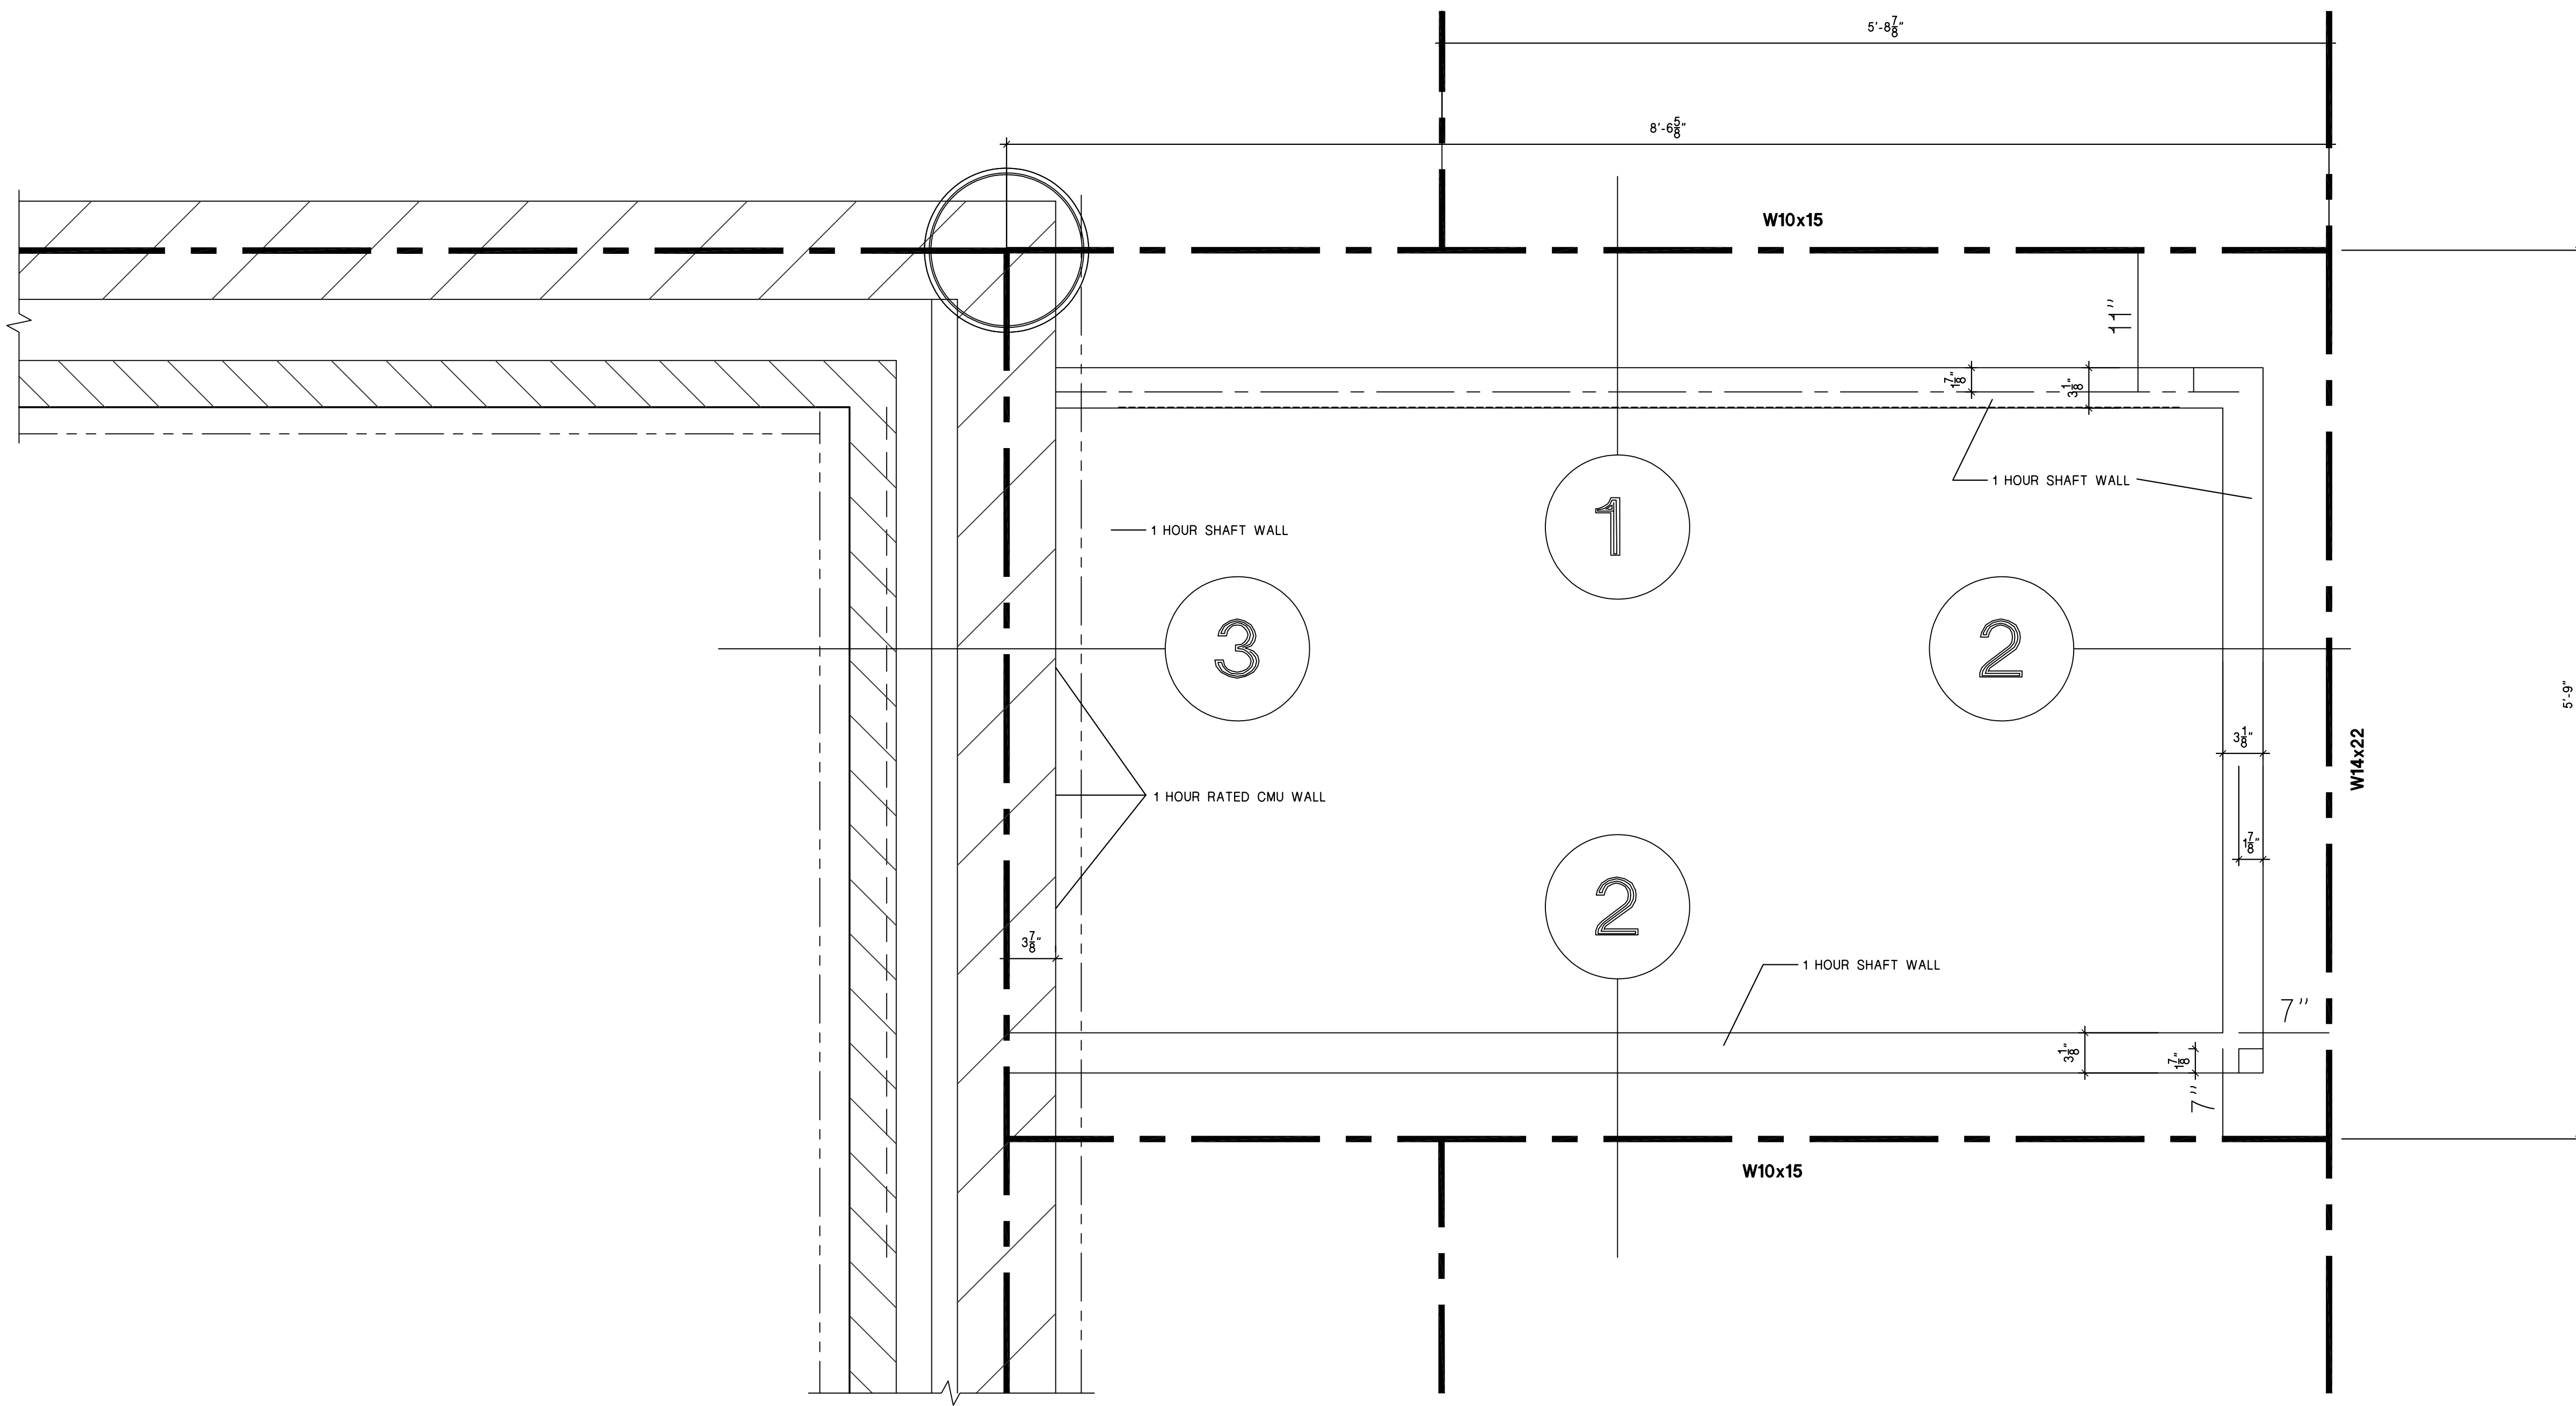 5'-8⅞"
8'-6⅝"
W10x15
11"
1⅞"
3⅛"
1 HOUR SHAFT WALL
1 HOUR SHAFT WALL
1
3
2
5'-9"
3⅛"
W14x22
1 HOUR RATED CMU WALL
1⅞"
2
3⅞"
1 HOUR SHAFT WALL
7"
3⅛"
1⅞"
7"
W10x15